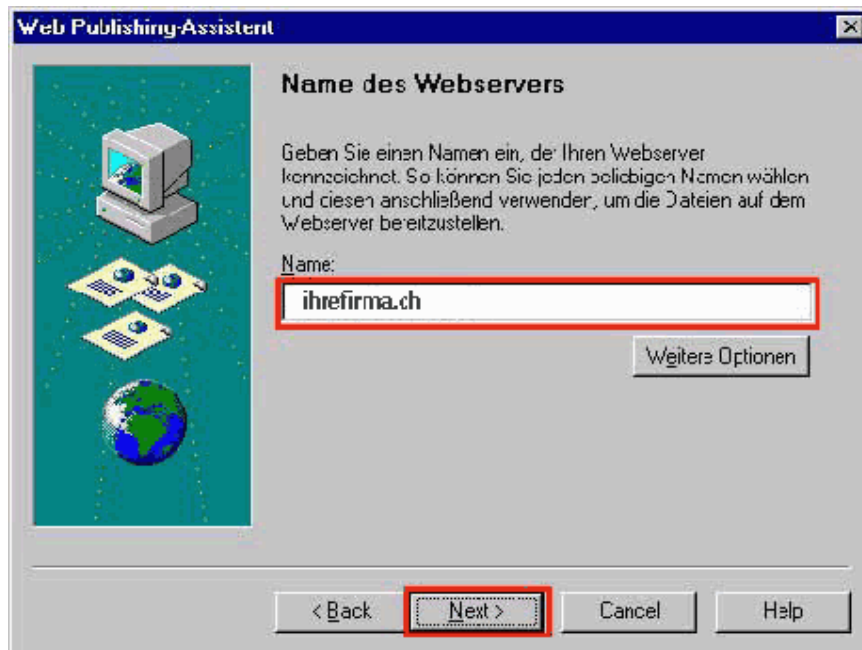 Web Publishing-Assistent
Name des Webservers
Geben Sie einen Namen ein, der Ihren Webserver
kennzeichnet. So können Sie jeden beliebigen Namen wählen
und diesen anschließend verwenden, um die Dateien auf dem
Webserver bereitzustellen.
Name:
ihrefirma.ch
Weitere Optionen
< Back
Next >
Cancel
Help